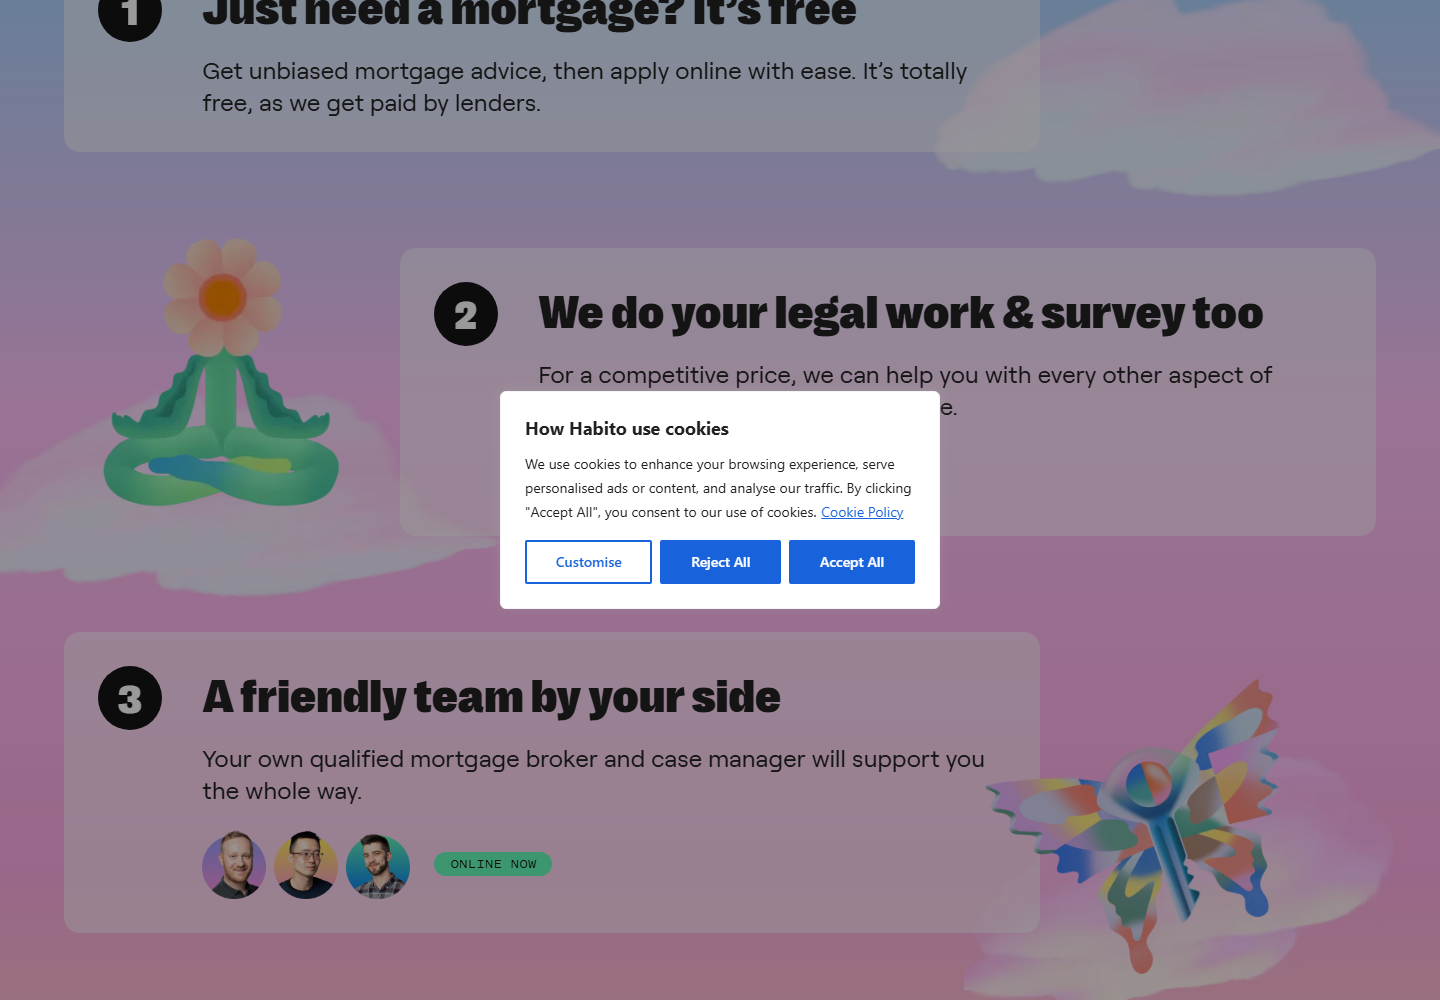 1
Just need a mortgage? It's free
Get unbiased mortgage advice, then apply online with ease. It's totally
free, as we get paid by lenders.
2
We do your legal work & survey too
For a competitive price, we can help you with every other aspect of
e.
How Habito use cookies
We use cookies to enhance your browsing experience, serve
personalised ads or content, and analyse our traffic. By clicking
"Accept All", you consent to our use of cookies. Cookie Policy
Customise
Reject All
Accept All
3
A friendly team by your side
Your own qualified mortgage broker and case manager will support you
the whole way.
ONLINE NOW